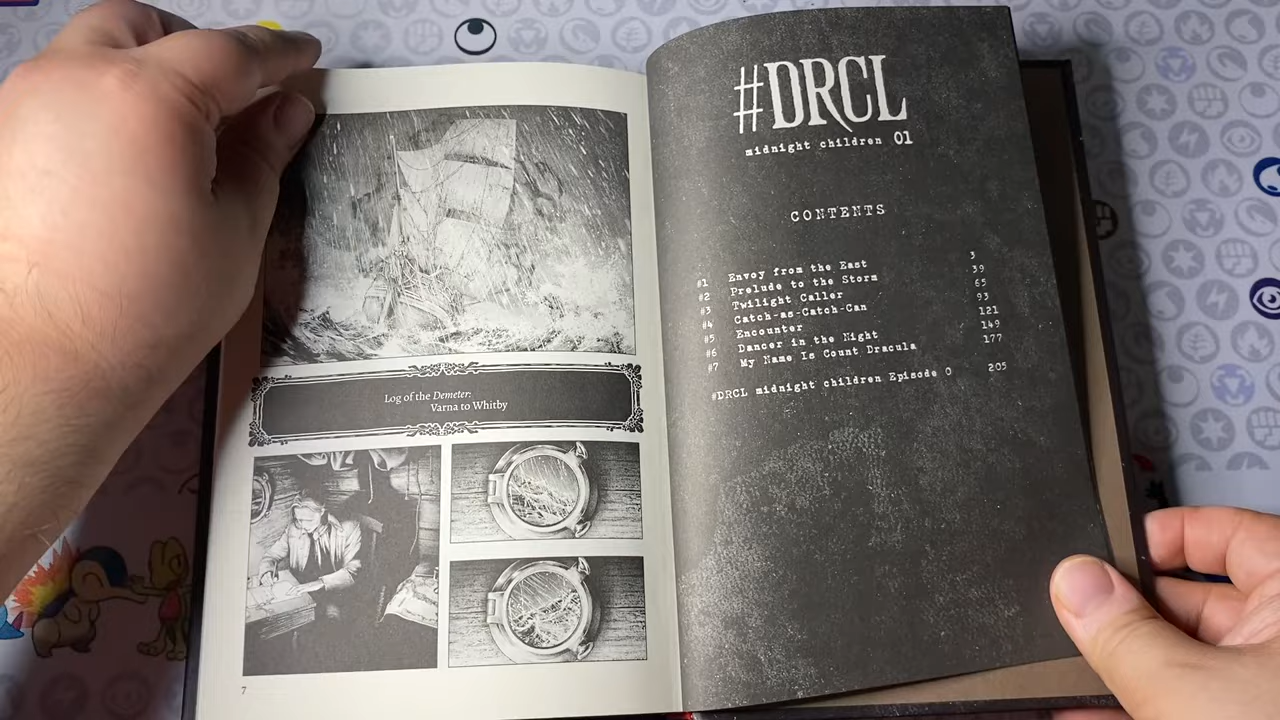 Log of the Demeter:
Varna to Whitby
7
#DRCL
midnight children 01
CONTENTS
#1 Envoy from the East 3
#2 Prelude to the Storm 39
#3 Twilight Caller 65
#4 Catch-as-Catch-Can 93
#5 Encounter 121
#6 Dancer in the Night 149
#7 My Name Is Count Dracula 177
#DRCL midnight children Episode 0 205